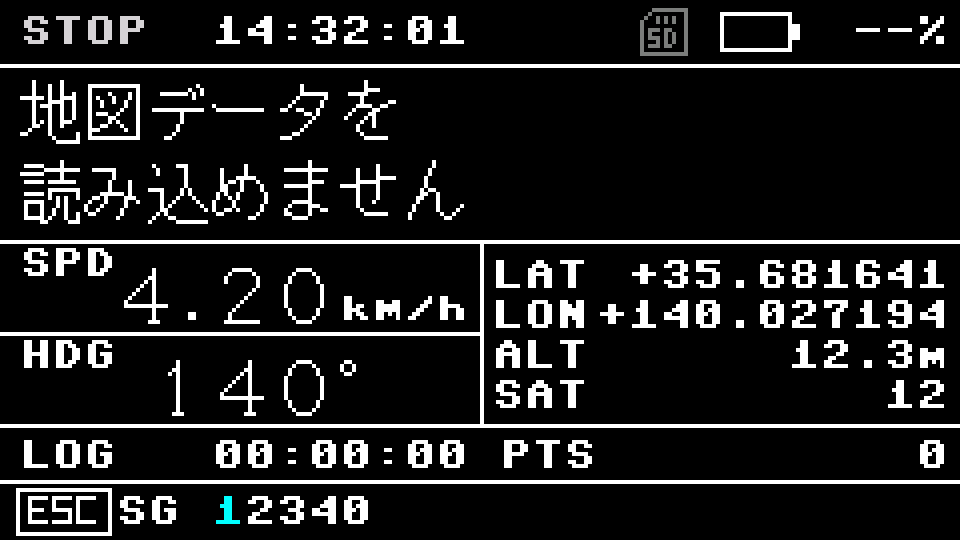 STOP 14:32:01 SD --%
地図データを
読み込めません
SPD 4.20km/h
HDG 140°
LAT +35.681641
LON+140.027194
ALT 12.3m
SAT 12
LOG 00:00:00 PTS 0
ESC SG 12340